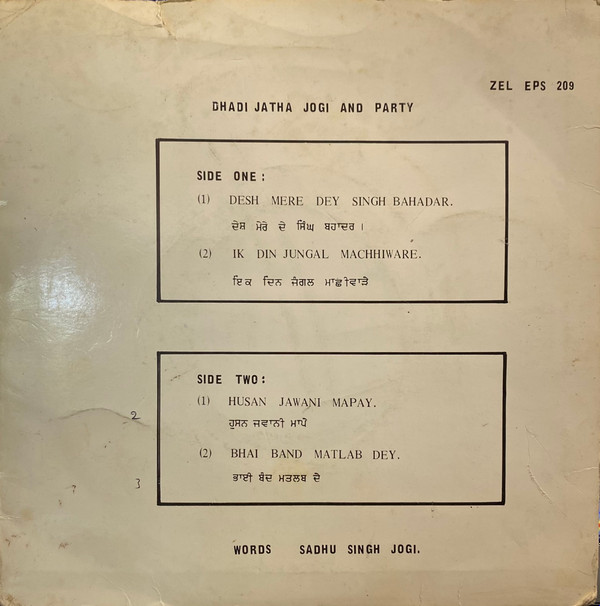 ZEL EPS 209
DHADI JATHA JOGI AND PARTY
SIDE ONE:
(1) DESH MERE DEY SINGH BAHADAR.
ਦੇਸ਼ ਮੇਰੇ ਦੇ ਸਿੰਘ ਬਹਾਦਰ।
(2) IK DIN JUNGAL MACHHIWARE.
ਇਕ ਦਿਨ ਜੰਗਲ ਮਾਛੀਵਾੜੈ
SIDE TWO:
(1) HUSAN JAWANI MAPAY.
2
ਹੁਸਨ ਜਵਾਨੀ ਮਾਪੈ
(2) BHAI BAND MATLAB DEY.
3
ਭਾਈ ਬੰਦ ਮਤਲਬ ਦੈ
WORDS SADHU SINGH JOGI.